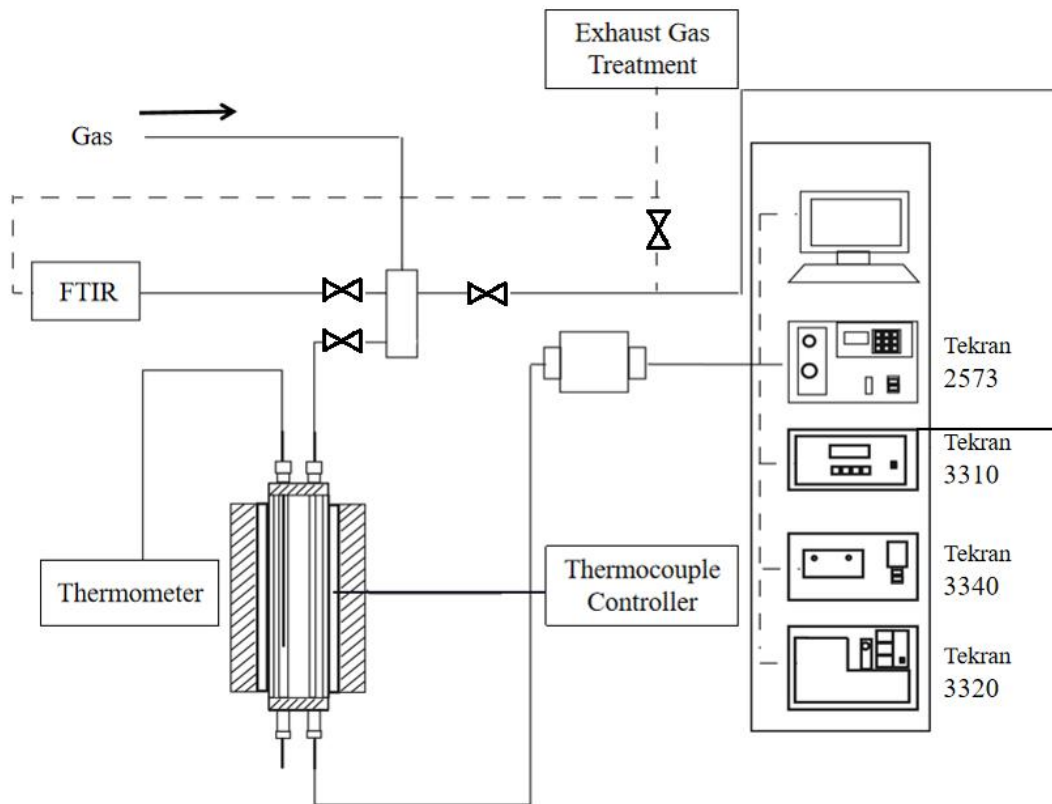 Exhaust Gas
Treatment
Gas
FTIR
Tekran
2573
Tekran
3310
Thermometer
Thermocouple
Controller
Tekran
3340
Tekran
3320